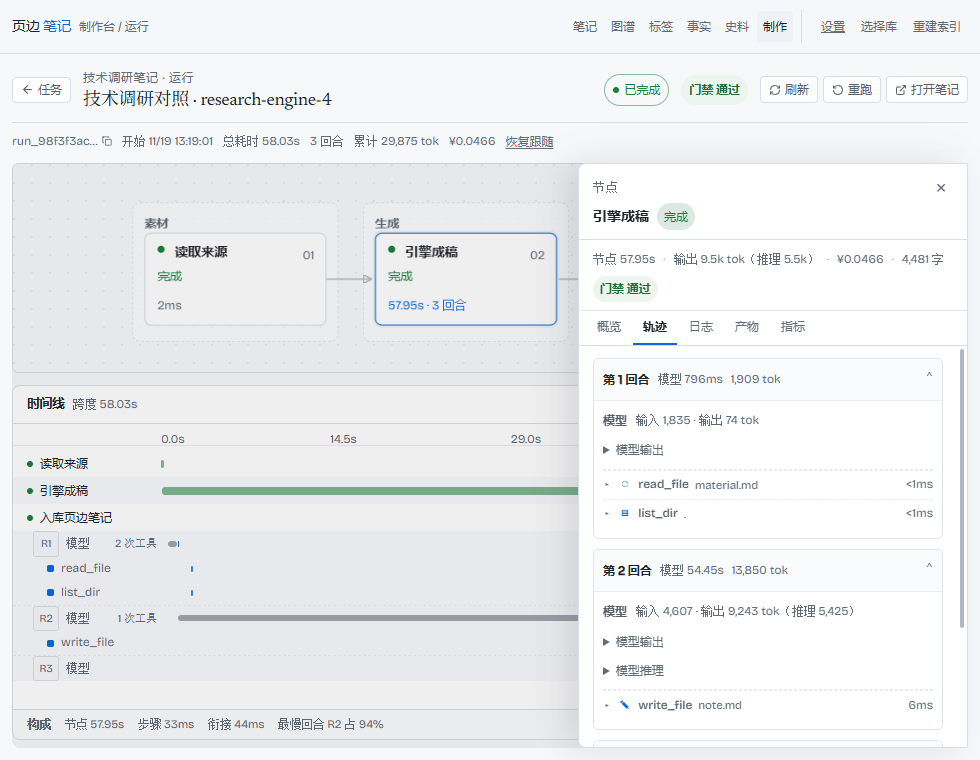 页边 笔记 制作台 / 运行
笔记 图谱 标签 事实 史料 制作 设置 选择库 重建索引
← 任务
技术调研笔记 · 运行
技术调研对照 · research-engine-4
已完成 门禁 通过 刷新 重跑 打开笔记
run_98f3f3ac... 开始 11/19 13:19:01 总耗时 58.03s 3 回合 累计 29,875 tok ¥0.0466 恢复跟随
素材
读取来源 01
完成
2ms
生成
引擎成稿 02
完成
57.95s · 3 回合
时间线 跨度 58.03s
0.0s 14.5s 29.0s
读取来源
引擎成稿
入库页边笔记
R1 模型 2 次工具
read_file
list_dir
R2 模型 1 次工具
write_file
R3 模型
构成 节点 57.95s 步骤 33ms 衔接 44ms 最慢回合 R2 占 94%
节点 ×
引擎成稿 完成
节点 57.95s · 输出 9.5k tok（推理 5.5k） · ¥0.0466 · 4,481 字
门禁 通过
概览 轨迹 日志 产物 指标
第 1 回合 模型 796ms 1,909 tok ^
模型 输入 1,835 · 输出 74 tok
▶ 模型输出
▸ read_file material.md <1ms
▸ list_dir . <1ms
第 2 回合 模型 54.45s 13,850 tok ^
模型 输入 4,607 · 输出 9,243 tok（推理 5,425）
▶ 模型输出
▶ 模型推理
▸ write_file note.md 6ms